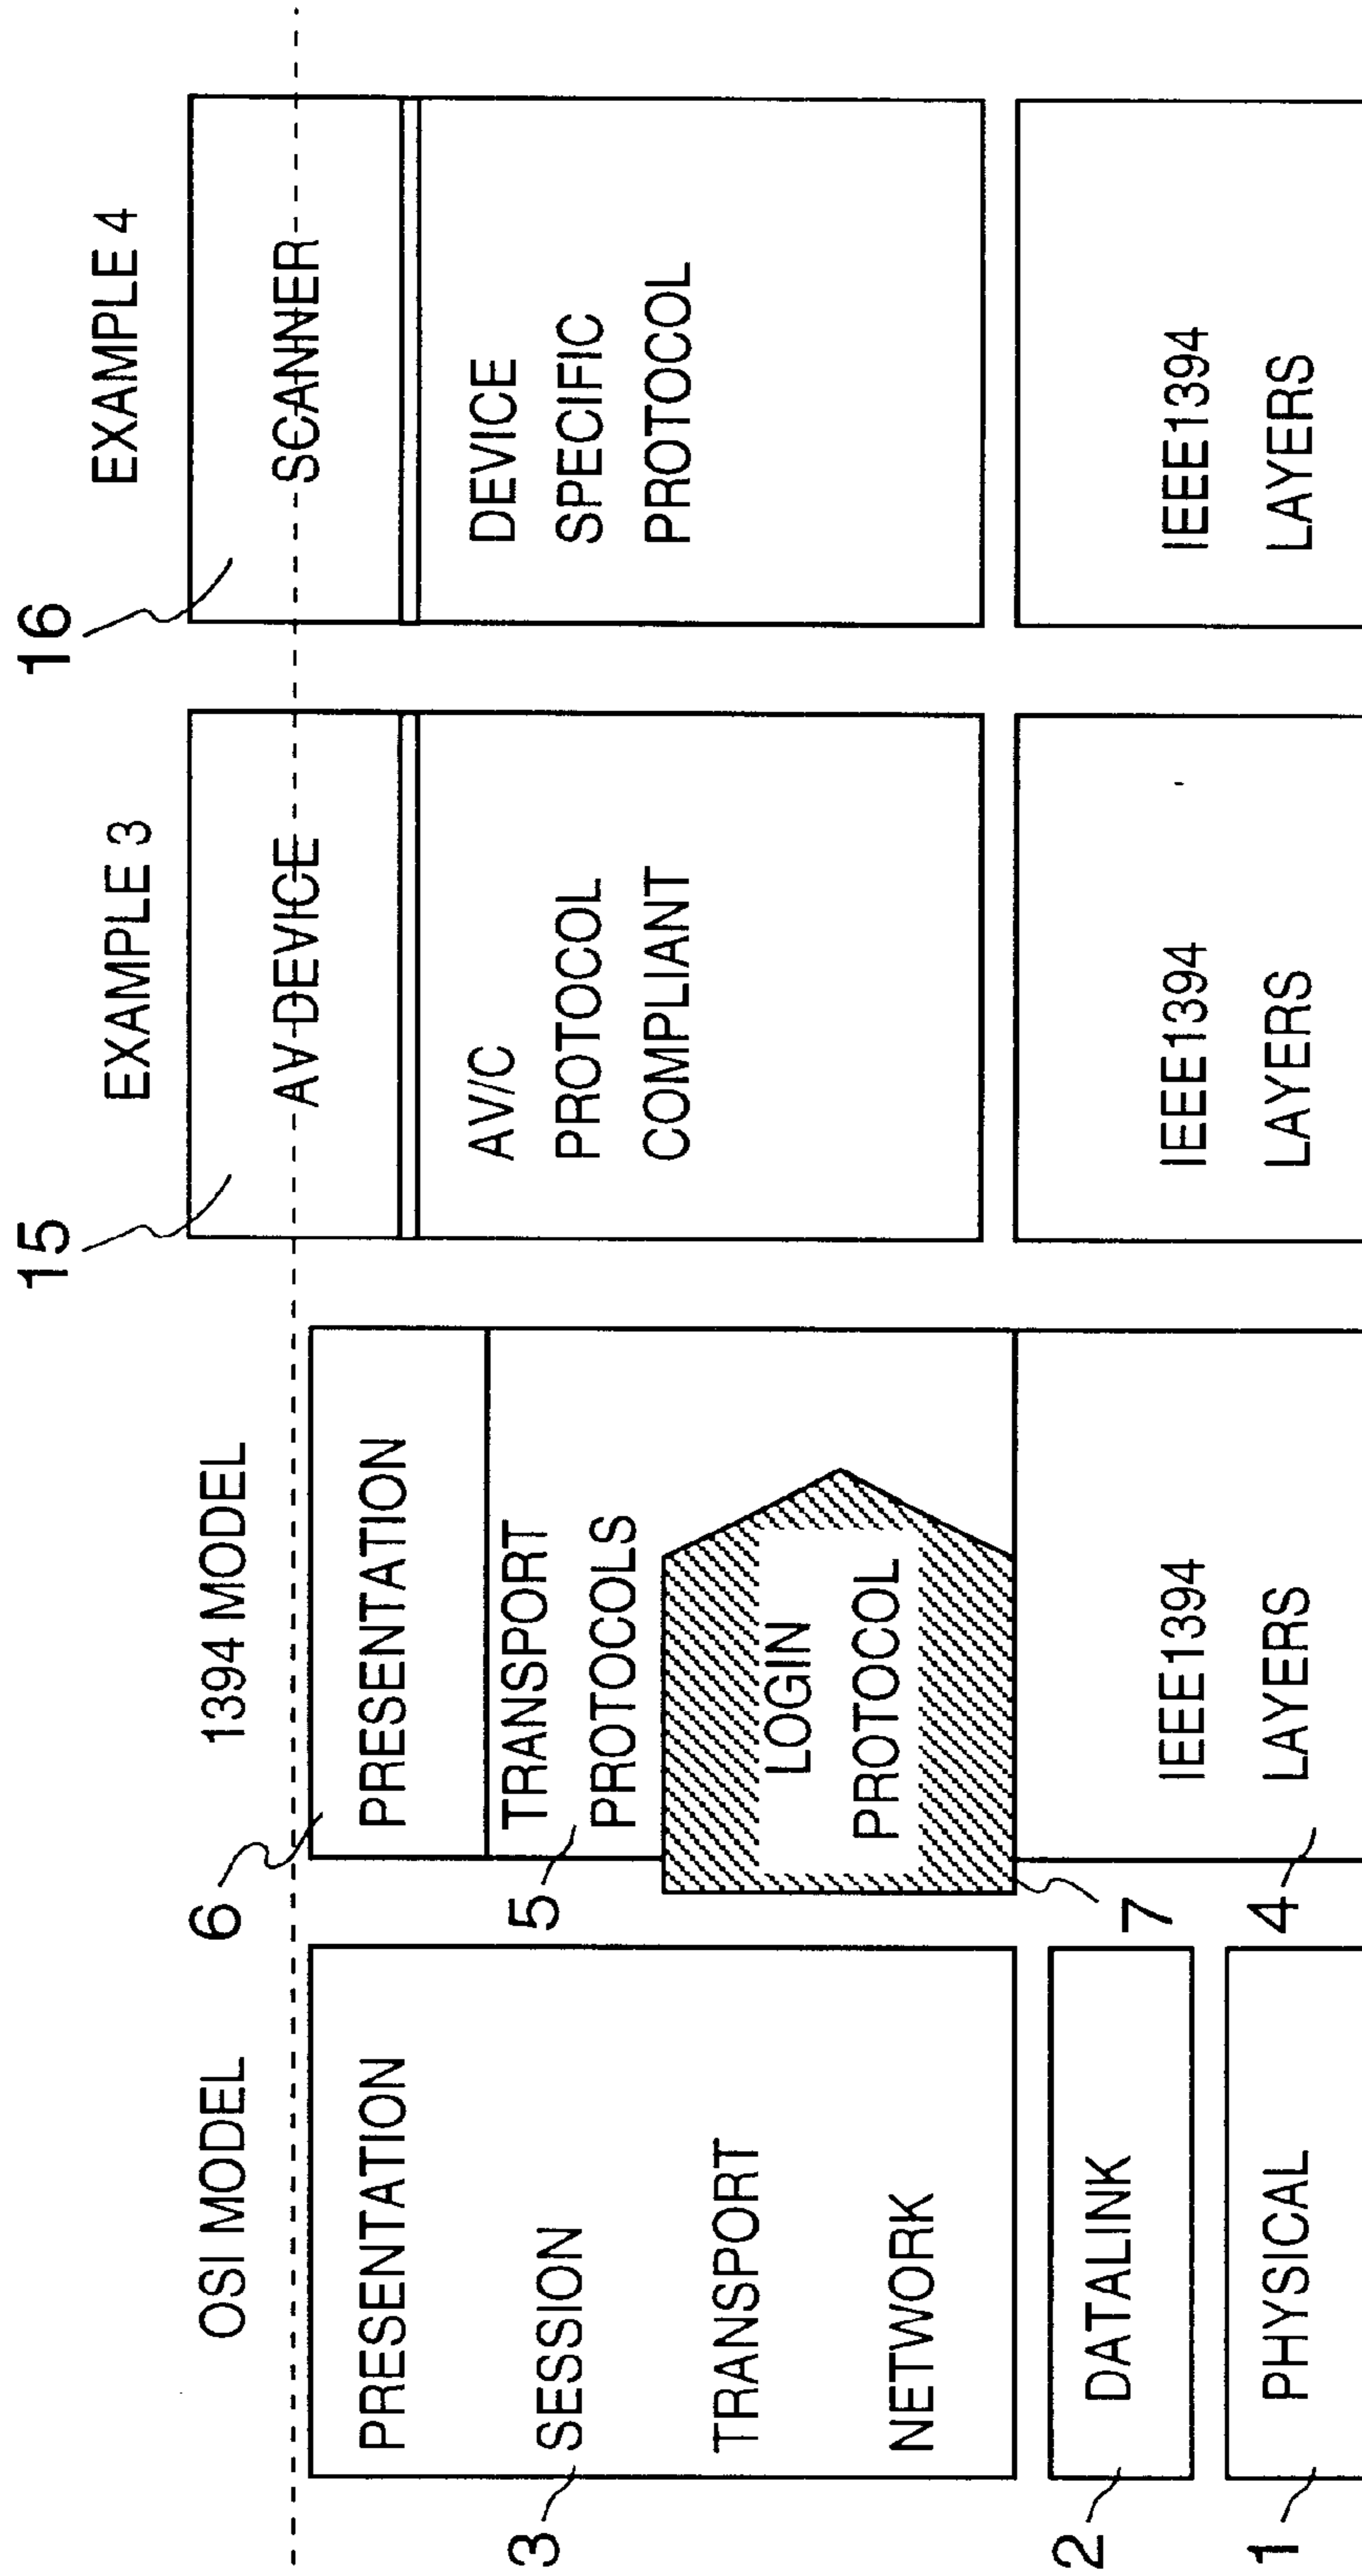 OSI MODEL
3
PRESENTATION
SESSION
TRANSPORT
NETWORK
2
DATALINK
1
PHYSICAL
1394 MODEL
6
PRESENTATION
5
TRANSPORT
PROTOCOLS
LOGIN
PROTOCOL
7
4
IEEE1394
LAYERS
EXAMPLE 3
15
AV DEVICE
AV/C
PROTOCOL
COMPLIANT
IEEE1394
LAYERS
EXAMPLE 4
16
SCANNER
DEVICE
SPECIFIC
PROTOCOL
IEEE1394
LAYERS